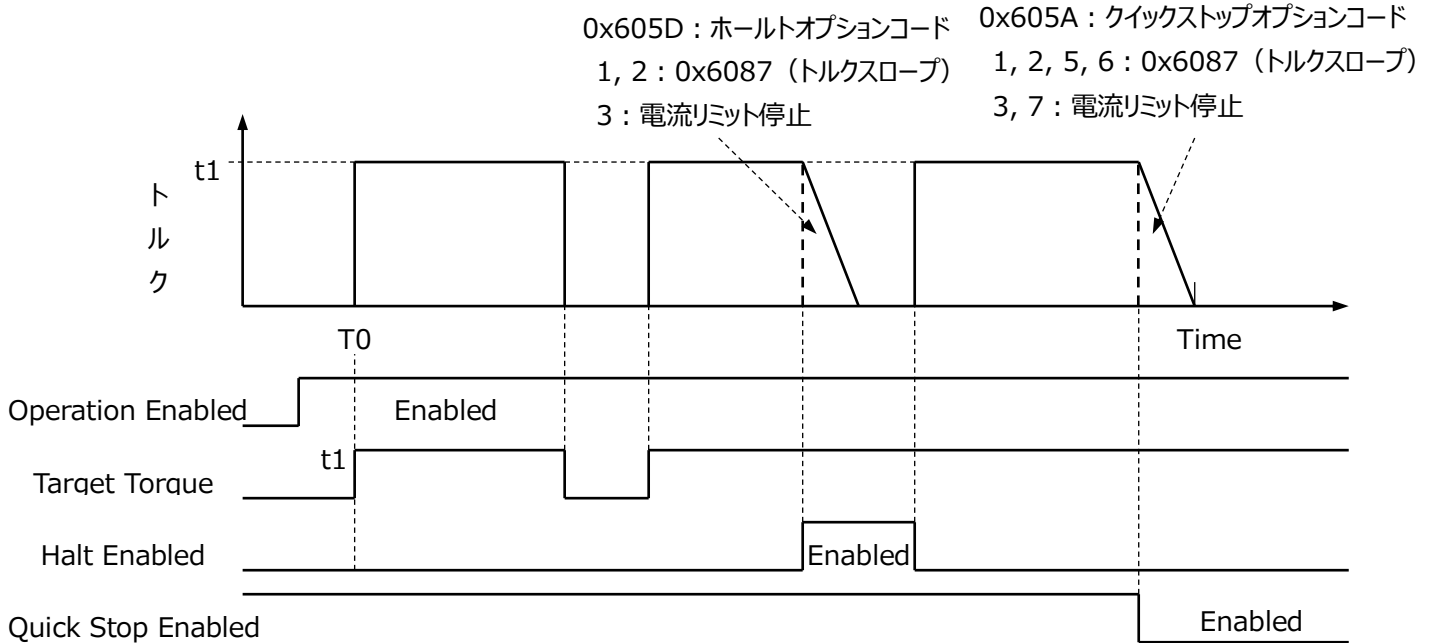 0x605D：ホールトオプションコード
1, 2：0x6087（トルクスロープ）
3：電流リミット停止
0x605A：クイックストップオプションコード
1, 2, 5, 6：0x6087（トルクスロープ）
3, 7：電流リミット停止
t1
トルク
T0
Time
Operation Enabled
Enabled
t1
Target Torque
Halt Enabled
Enabled
Quick Stop Enabled
Enabled